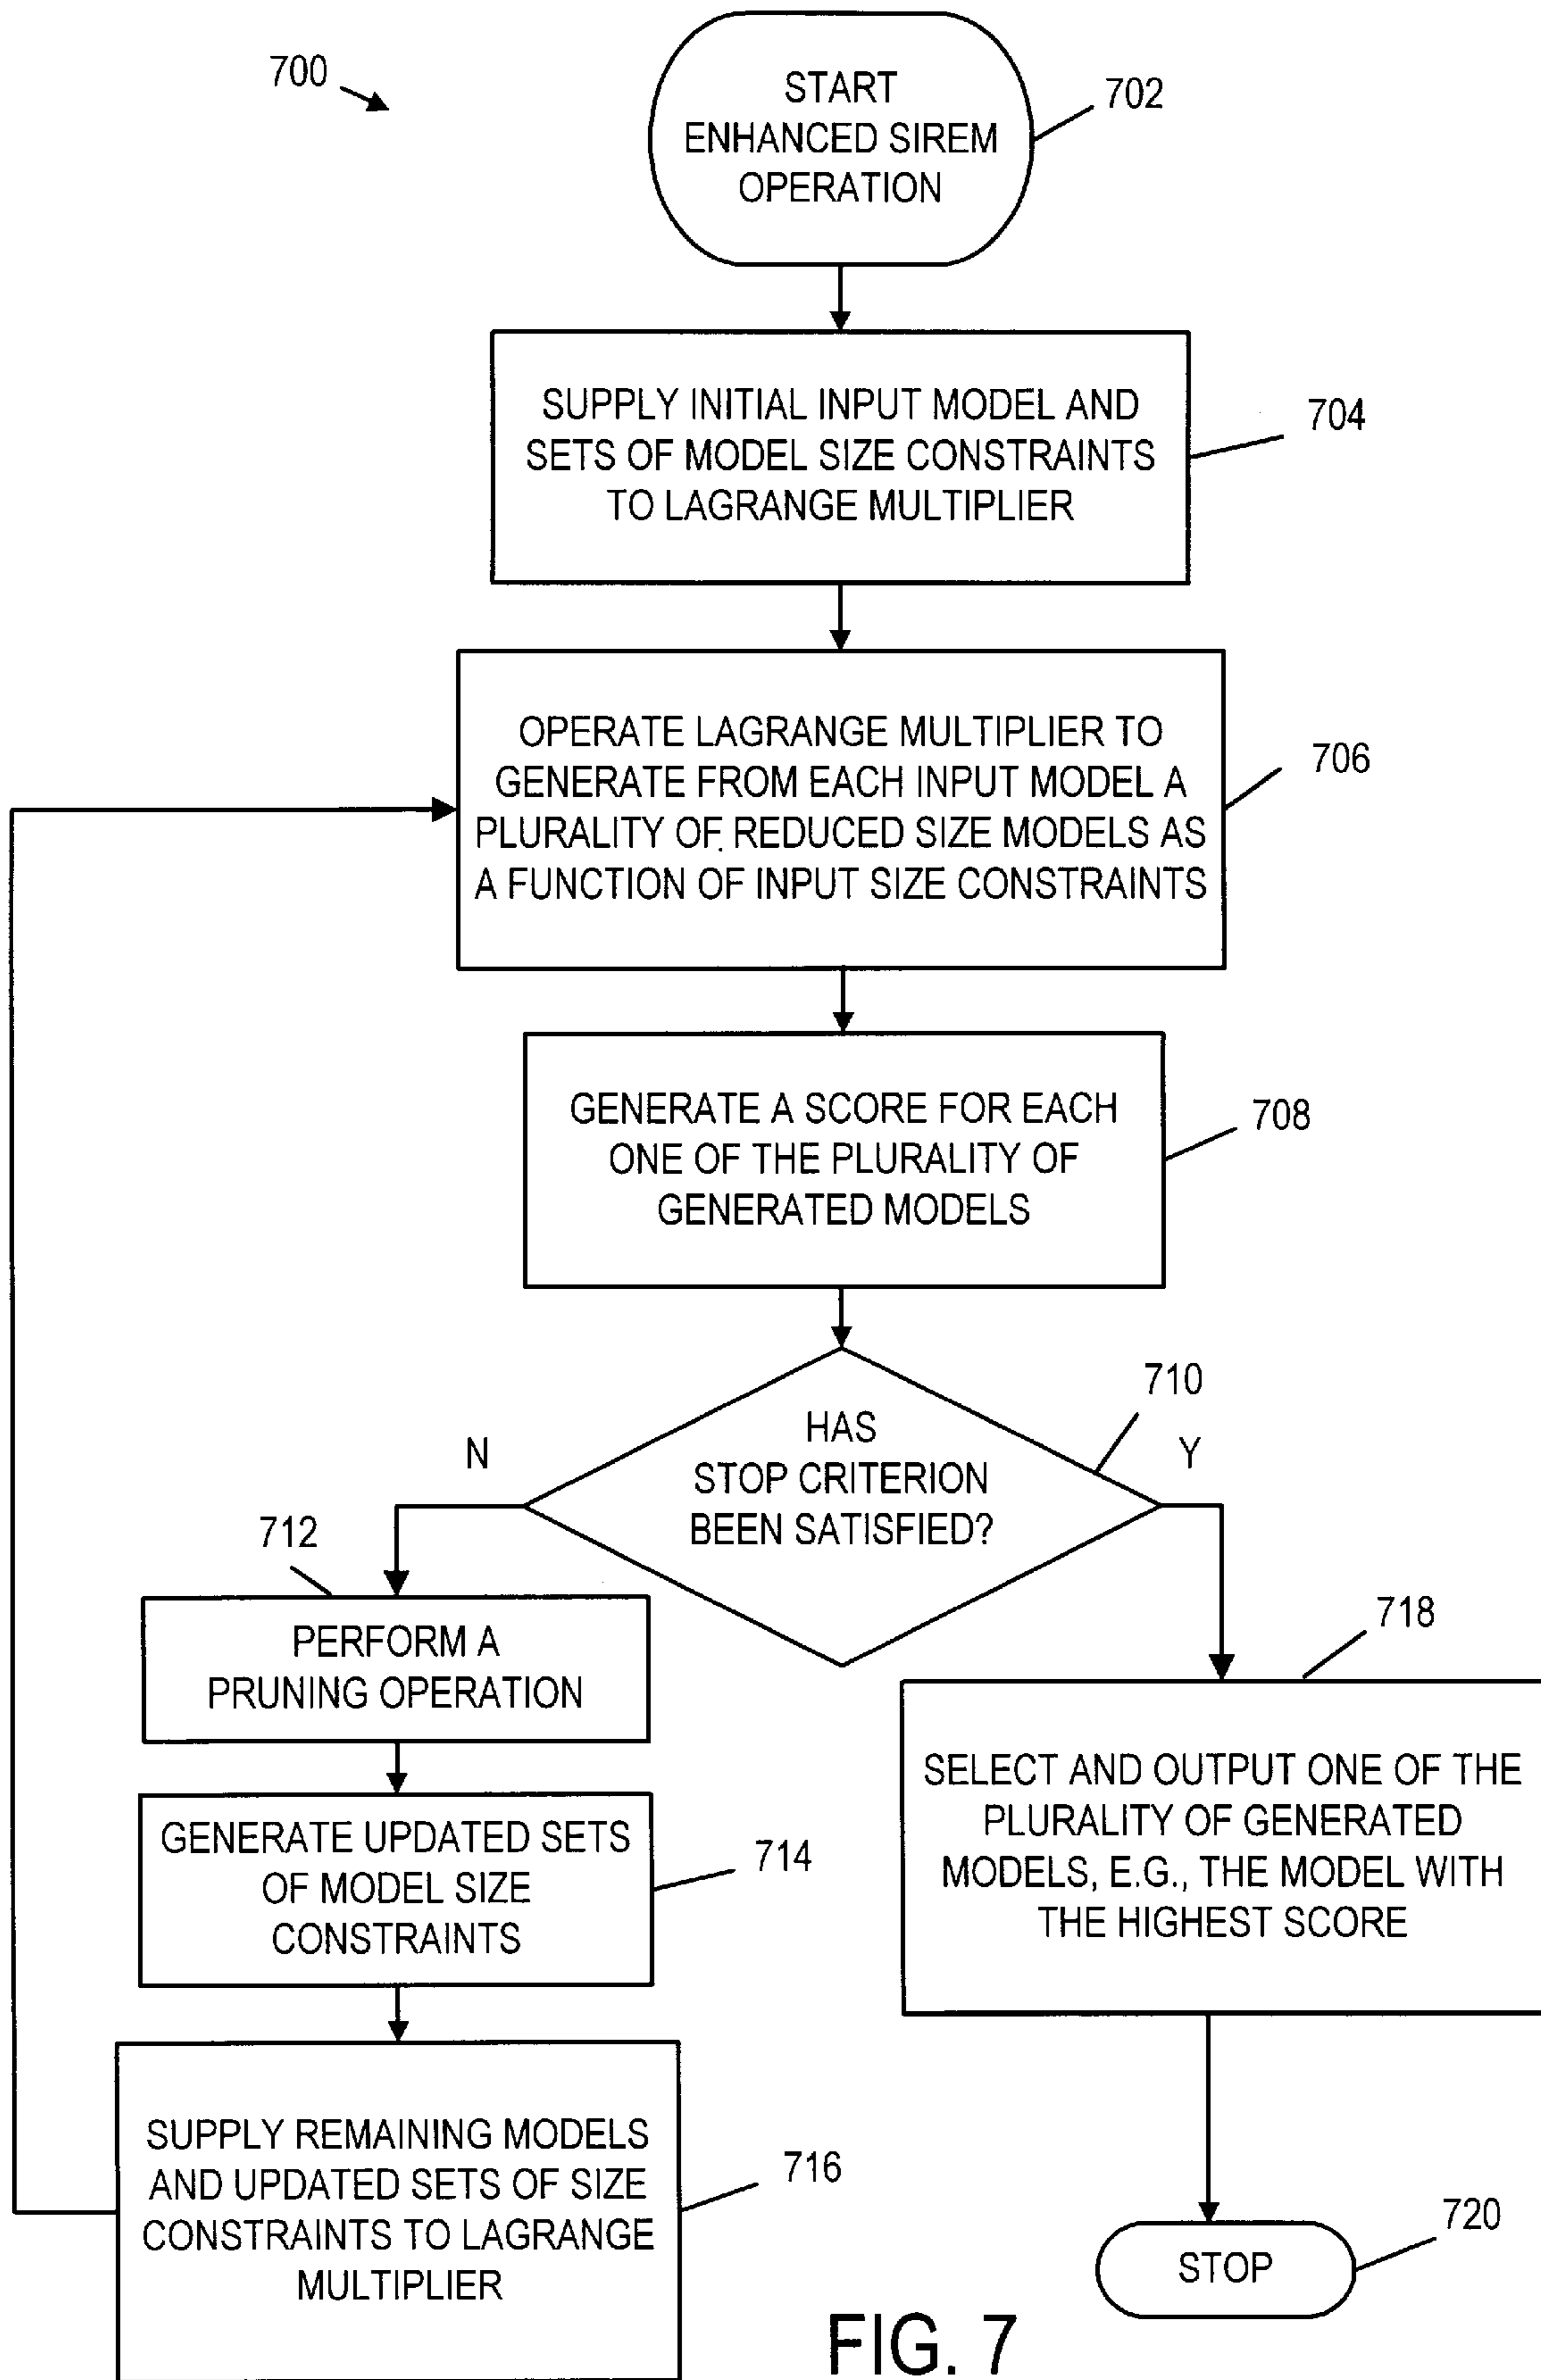 700
START
ENHANCED SIREM
OPERATION
702
SUPPLY INITIAL INPUT MODEL AND
SETS OF MODEL SIZE CONSTRAINTS
TO LAGRANGE MULTIPLIER
704
OPERATE LAGRANGE MULTIPLIER TO
GENERATE FROM EACH INPUT MODEL A
PLURALITY OF REDUCED SIZE MODELS AS
A FUNCTION OF INPUT SIZE CONSTRAINTS
706
GENERATE A SCORE FOR EACH
ONE OF THE PLURALITY OF
GENERATED MODELS
708
HAS
STOP CRITERION
BEEN SATISFIED?
710
N
Y
712
PERFORM A
PRUNING OPERATION
GENERATE UPDATED SETS
OF MODEL SIZE
CONSTRAINTS
714
SUPPLY REMAINING MODELS
AND UPDATED SETS OF SIZE
CONSTRAINTS TO LAGRANGE
MULTIPLIER
716
718
SELECT AND OUTPUT ONE OF THE
PLURALITY OF GENERATED
MODELS, E.G., THE MODEL WITH
THE HIGHEST SCORE
STOP
720
FIG. 7